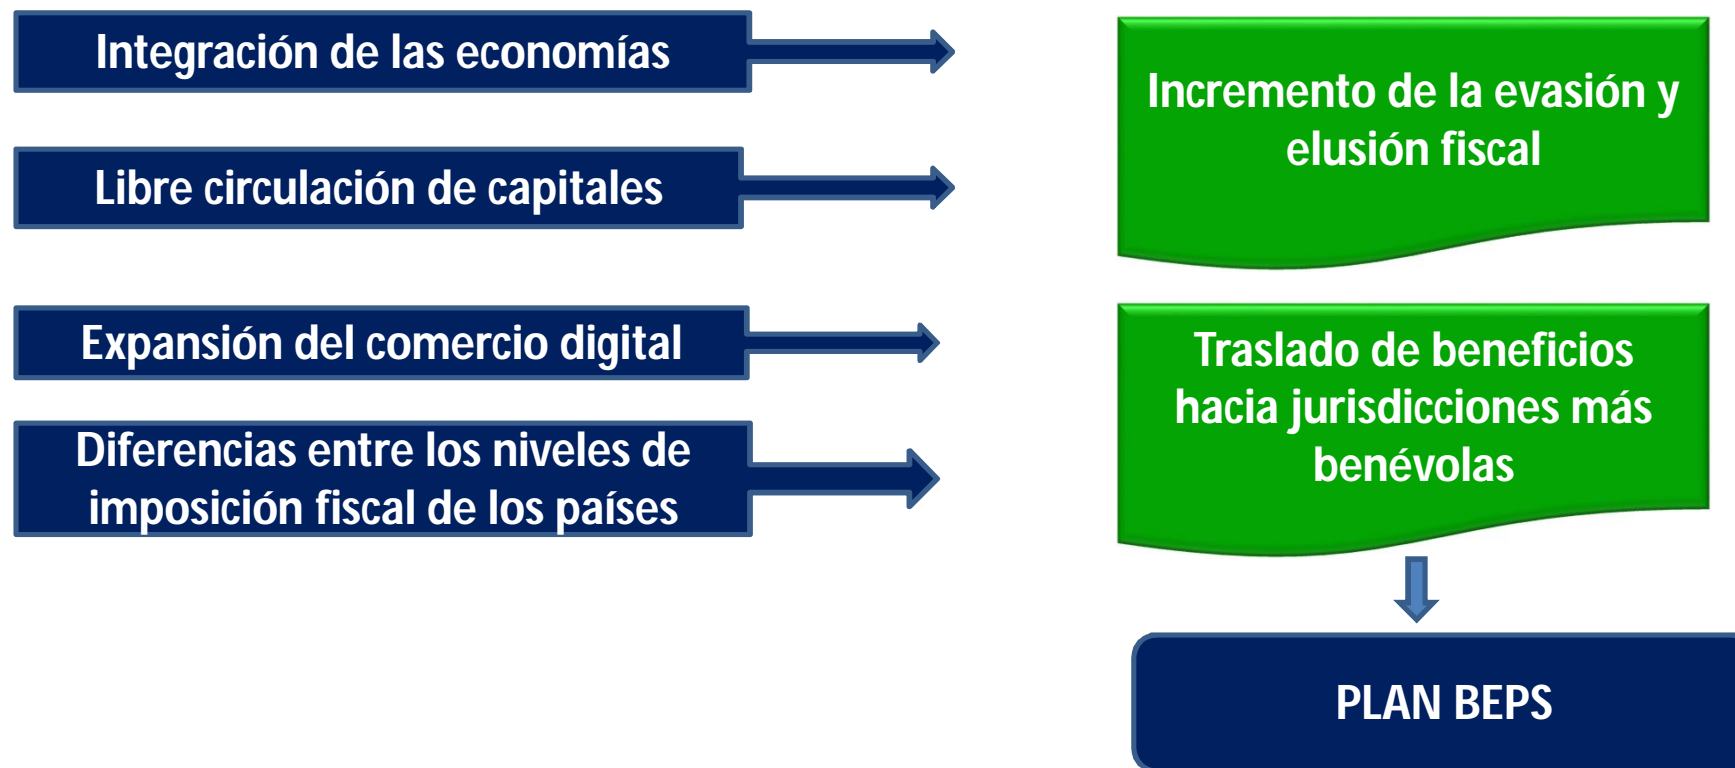 Integración de las economías
Libre circulación de capitales
Expansión del comercio digital
Diferencias entre los niveles de
imposición fiscal de los países
Incremento de la evasión y
elusión fiscal
Traslado de beneficios
hacia jurisdicciones más
benévolas
PLAN BEPS